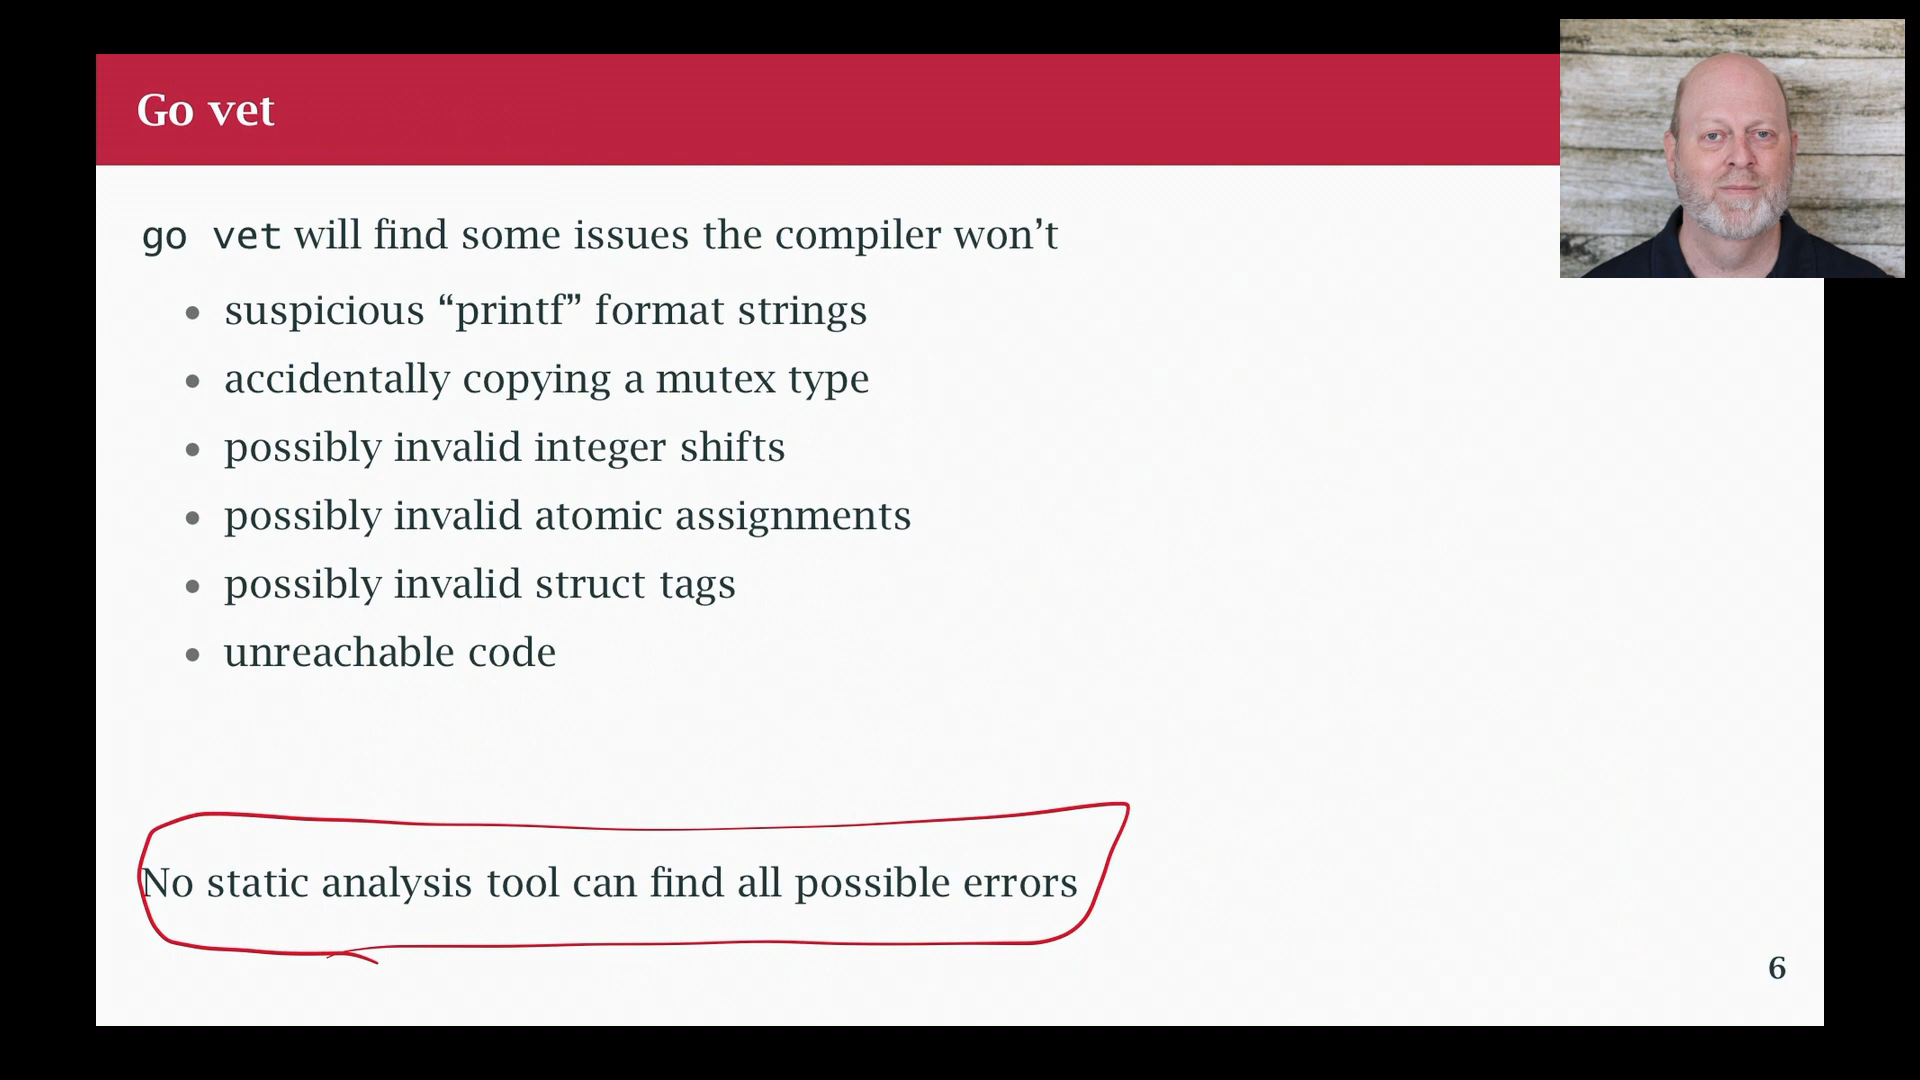 Go vet
go vet will find some issues the compiler won’t
• suspicious “printf” format strings
• accidentally copying a mutex type
• possibly invalid integer shifts
• possibly invalid atomic assignments
• possibly invalid struct tags
• unreachable code
No static analysis tool can find all possible errors
6